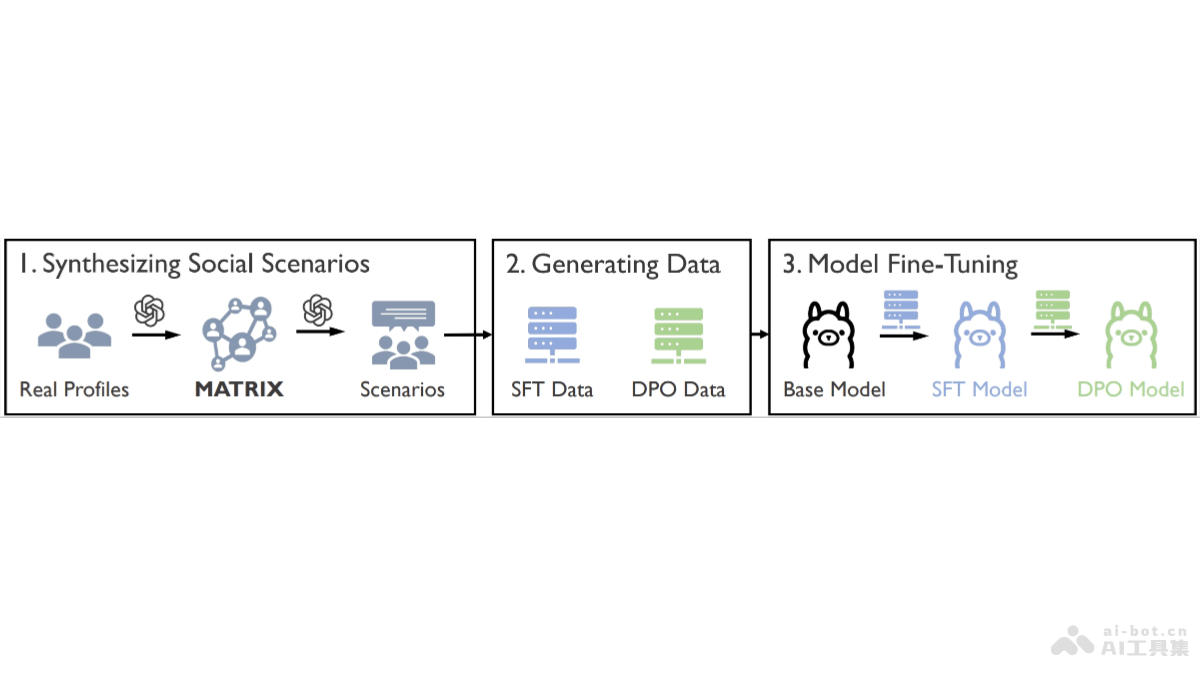 1. Synthesizing Social Scenarios
Real Profiles
MATRIX
Scenarios
2. Generating Data
SFT Data
DPO Data
3. Model Fine-Tuning
Base Model
SFT Model
DPO Model
ai-bot.cn
AI工具集